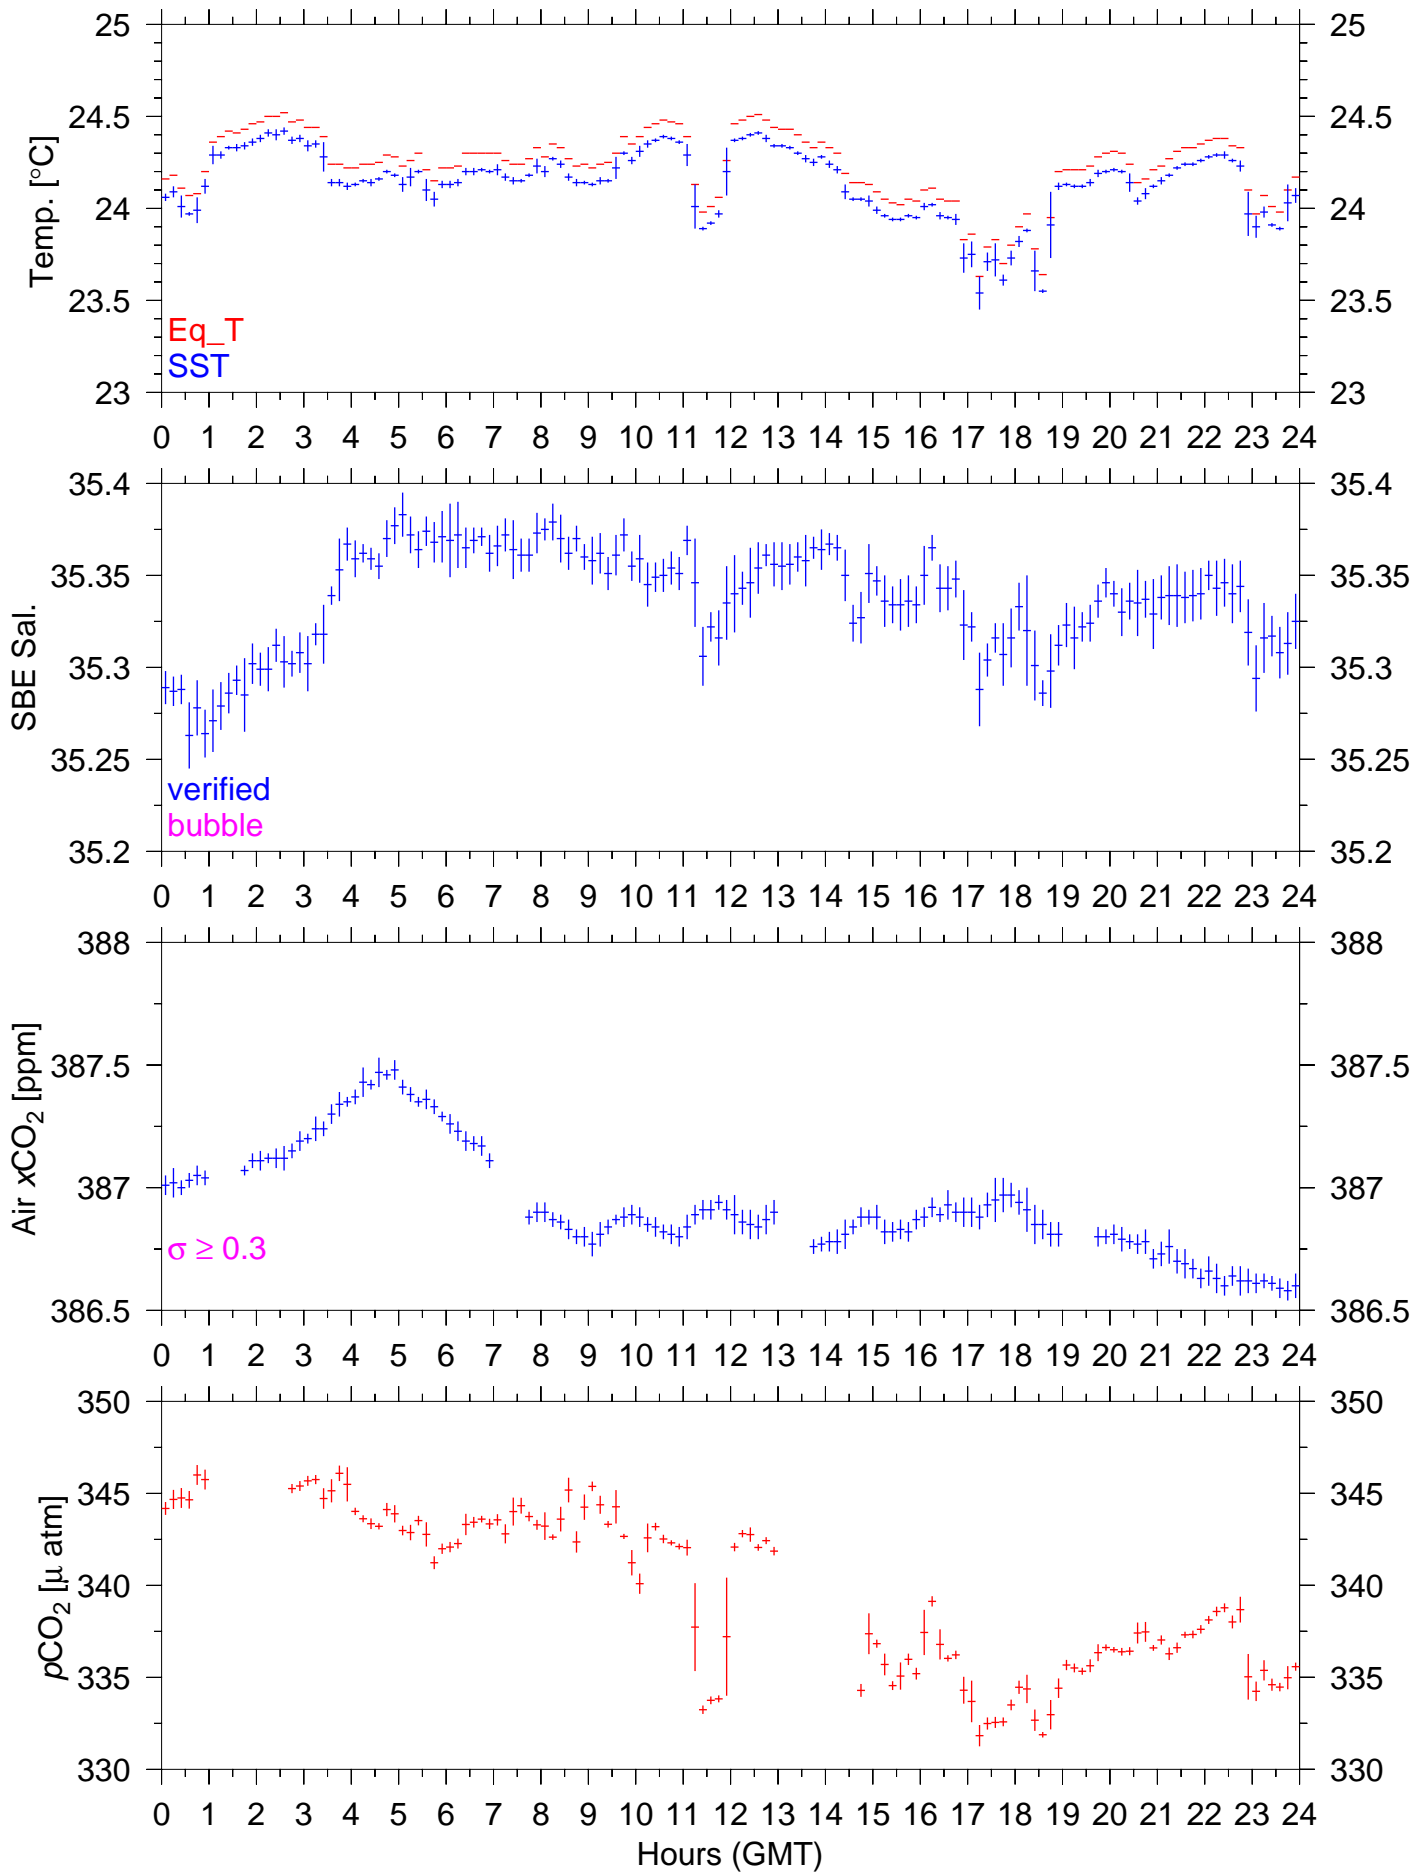 25 25
24.5 24.5
24 24
23.5 23.5
23 23
Temp. [°C]
Eq_T
SST
0 1 2 3 4 5 6 7 8 9 10 11 12 13 14 15 16 17 18 19 20 21 22 23 24
35.4 35.4
35.35 35.35
35.3 35.3
35.25 35.25
35.2 35.2
SBE Sal.
verified
bubble
0 1 2 3 4 5 6 7 8 9 10 11 12 13 14 15 16 17 18 19 20 21 22 23 24
388 388
387.5 387.5
387 387
386.5 386.5
Air xCO₂ [ppm]
σ ≥ 0.3
0 1 2 3 4 5 6 7 8 9 10 11 12 13 14 15 16 17 18 19 20 21 22 23 24
350 350
345 345
340 340
335 335
330 330
pCO₂ [μ atm]
0 1 2 3 4 5 6 7 8 9 10 11 12 13 14 15 16 17 18 19 20 21 22 23 24
Hours (GMT)